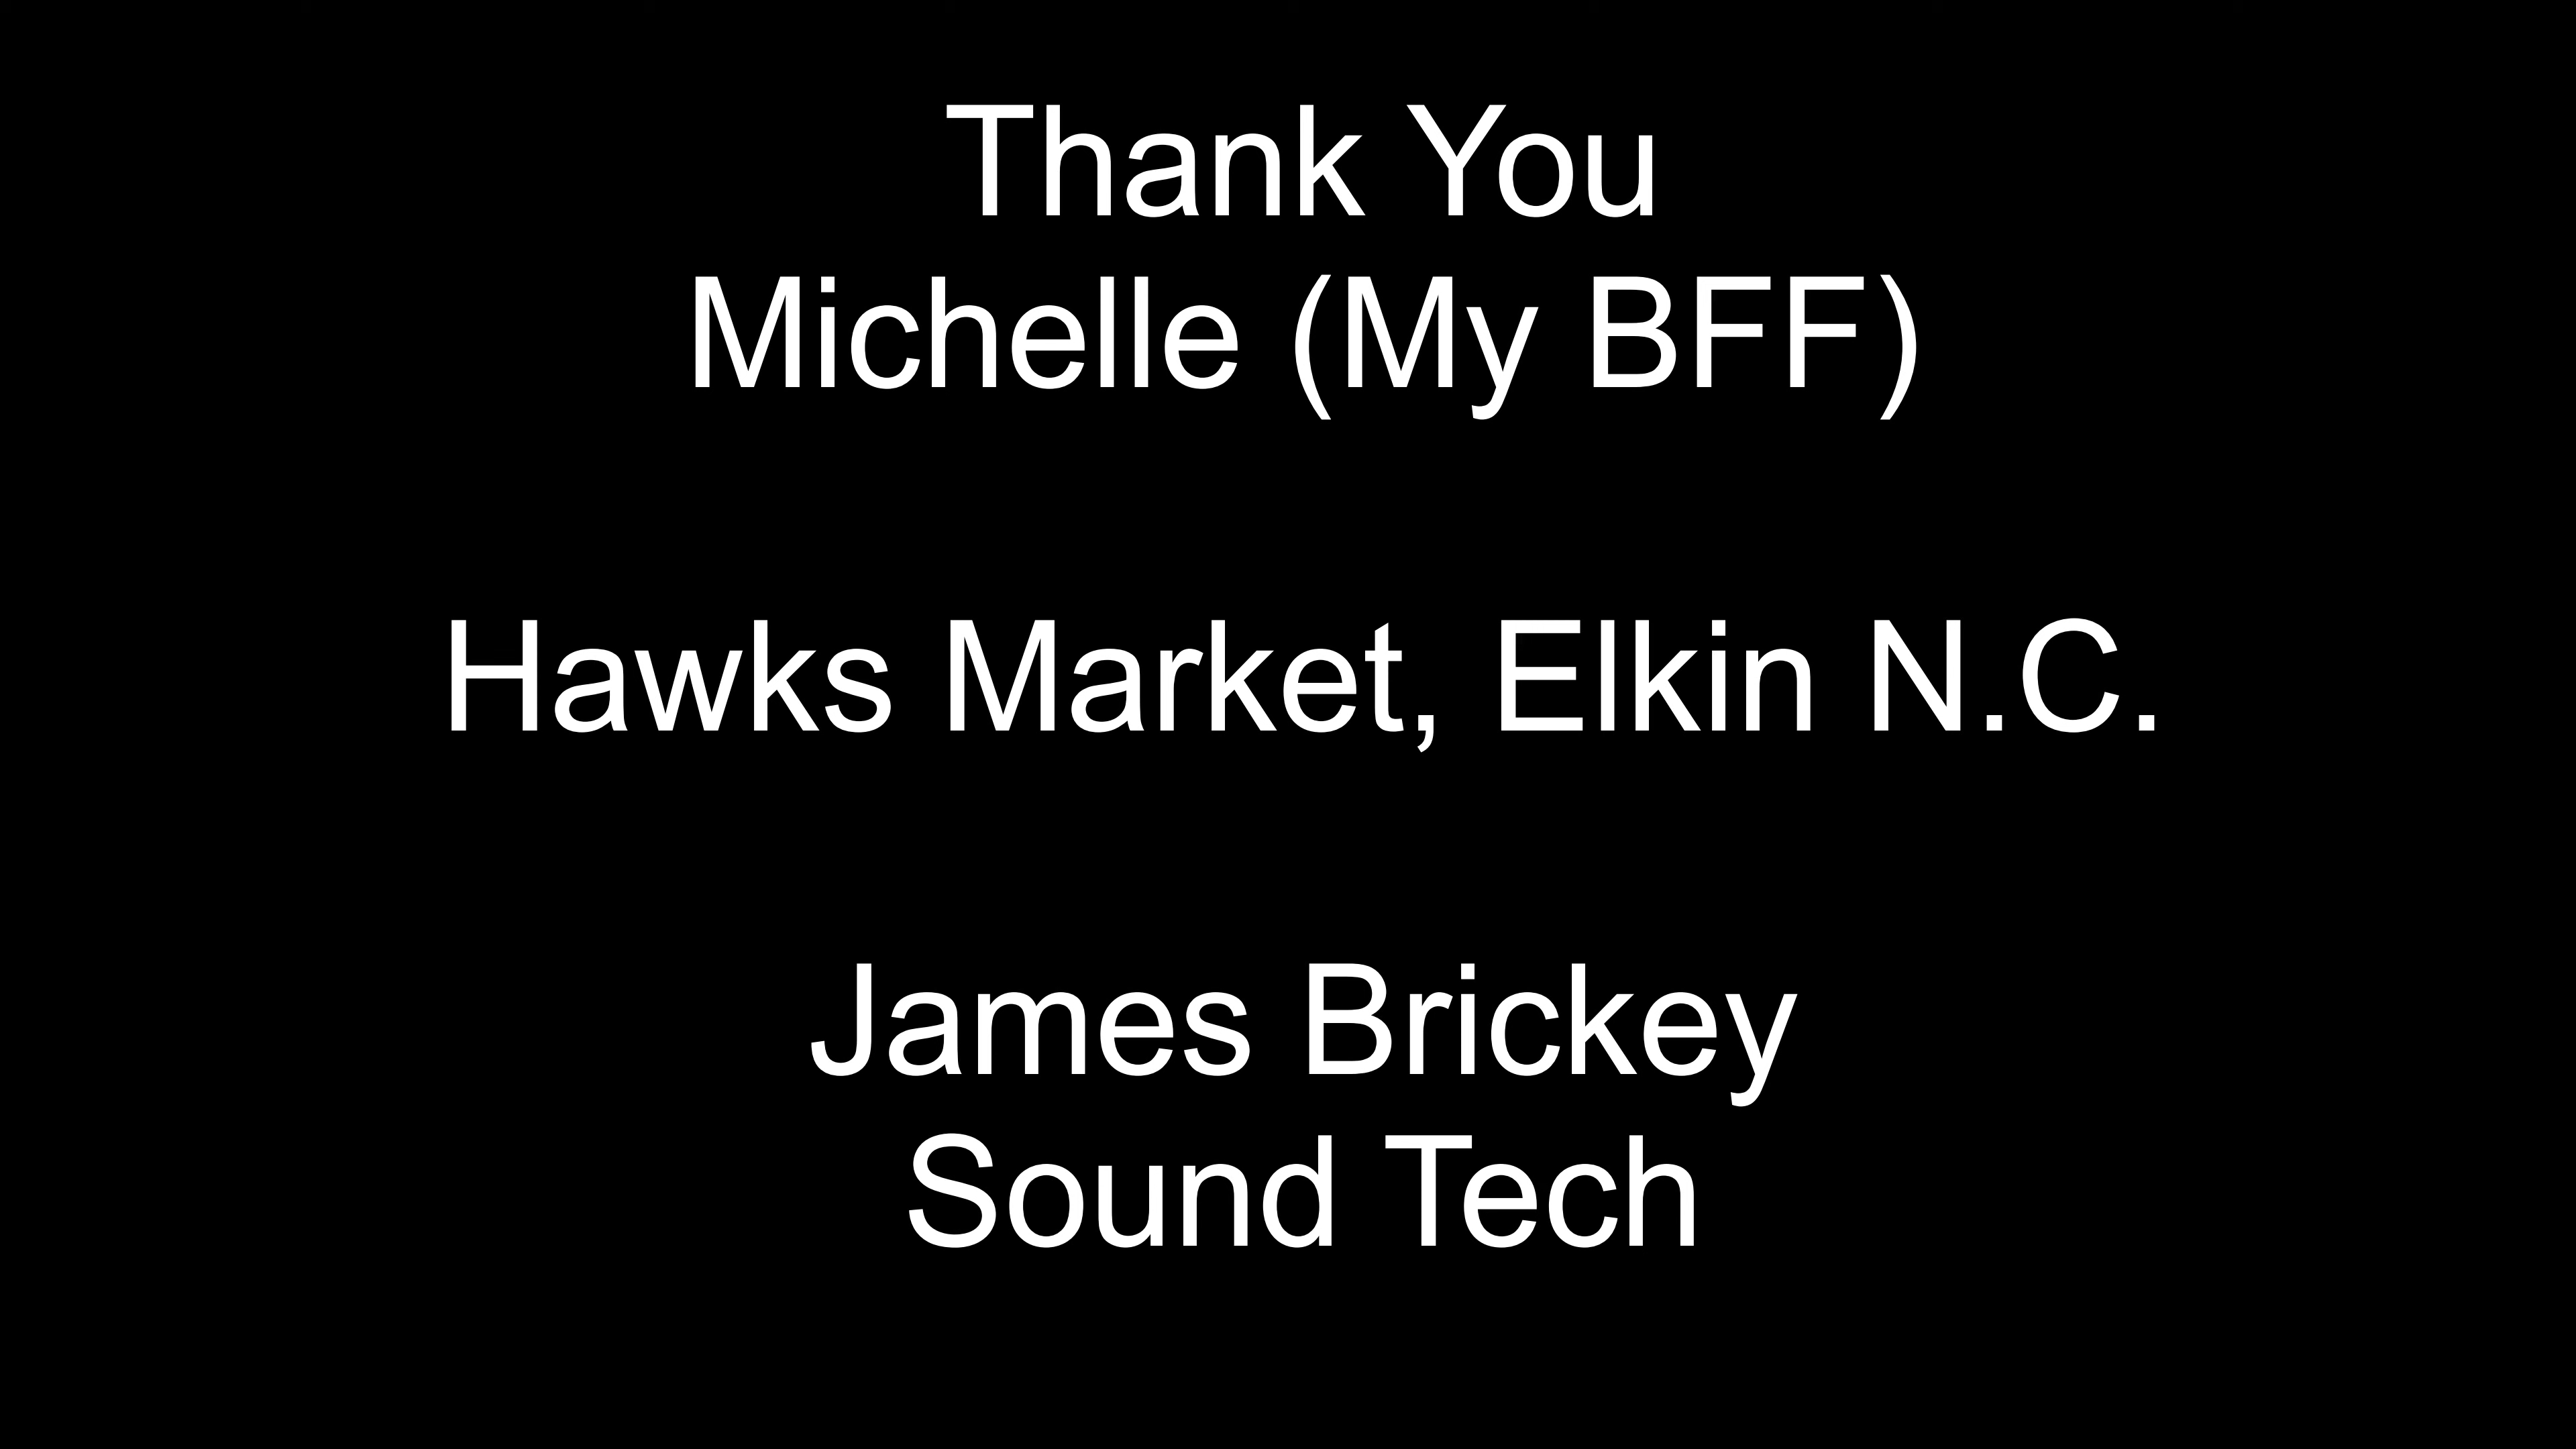 Thank You
Michelle (My BFF)
Hawks Market, Elkin N.C.
James Brickey
Sound Tech